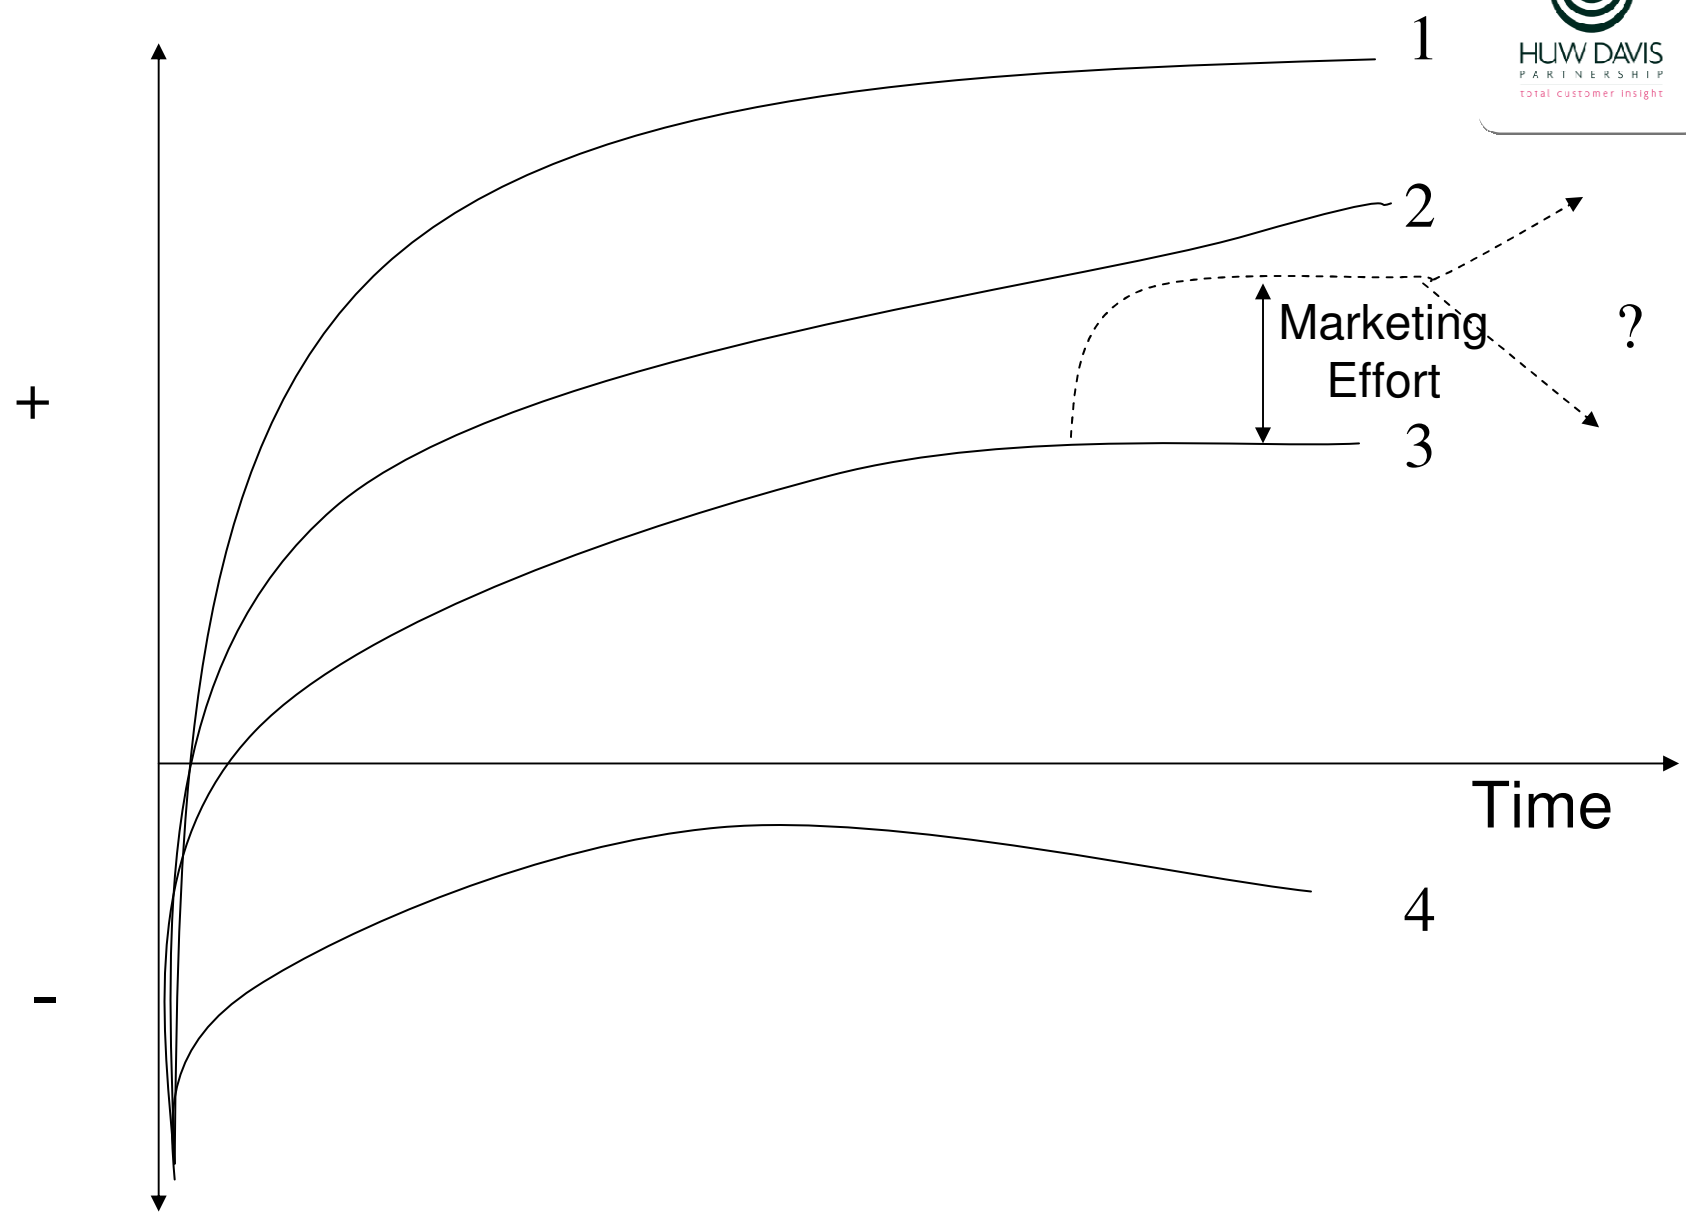 1
HUW DAVIS
PARTNERSHIP
total customer insight
2
Marketing
Effort
?
+
3
Time
4
-